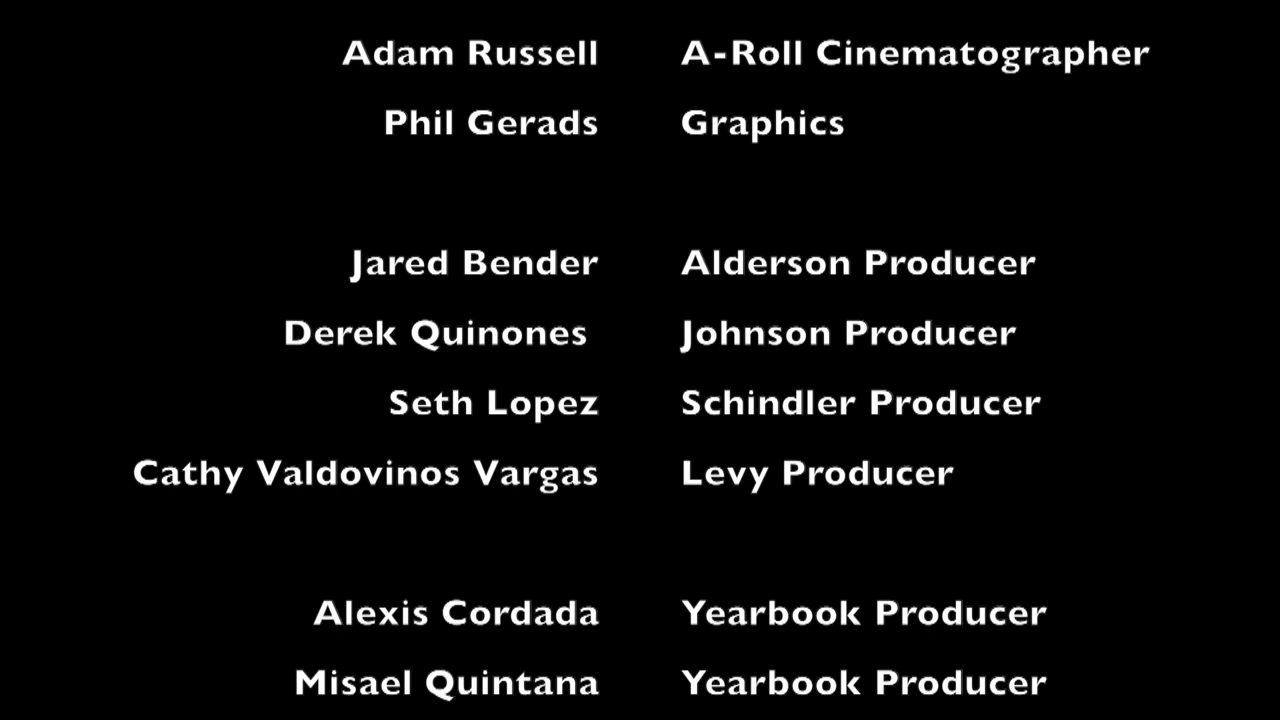 Adam Russell A-Roll Cinematographer
Phil Gerads Graphics
Jared Bender Alderson Producer
Derek Quinones Johnson Producer
Seth Lopez Schindler Producer
Cathy Valdovinos Vargas Levy Producer
Alexis Cordada Yearbook Producer
Misael Quintana Yearbook Producer